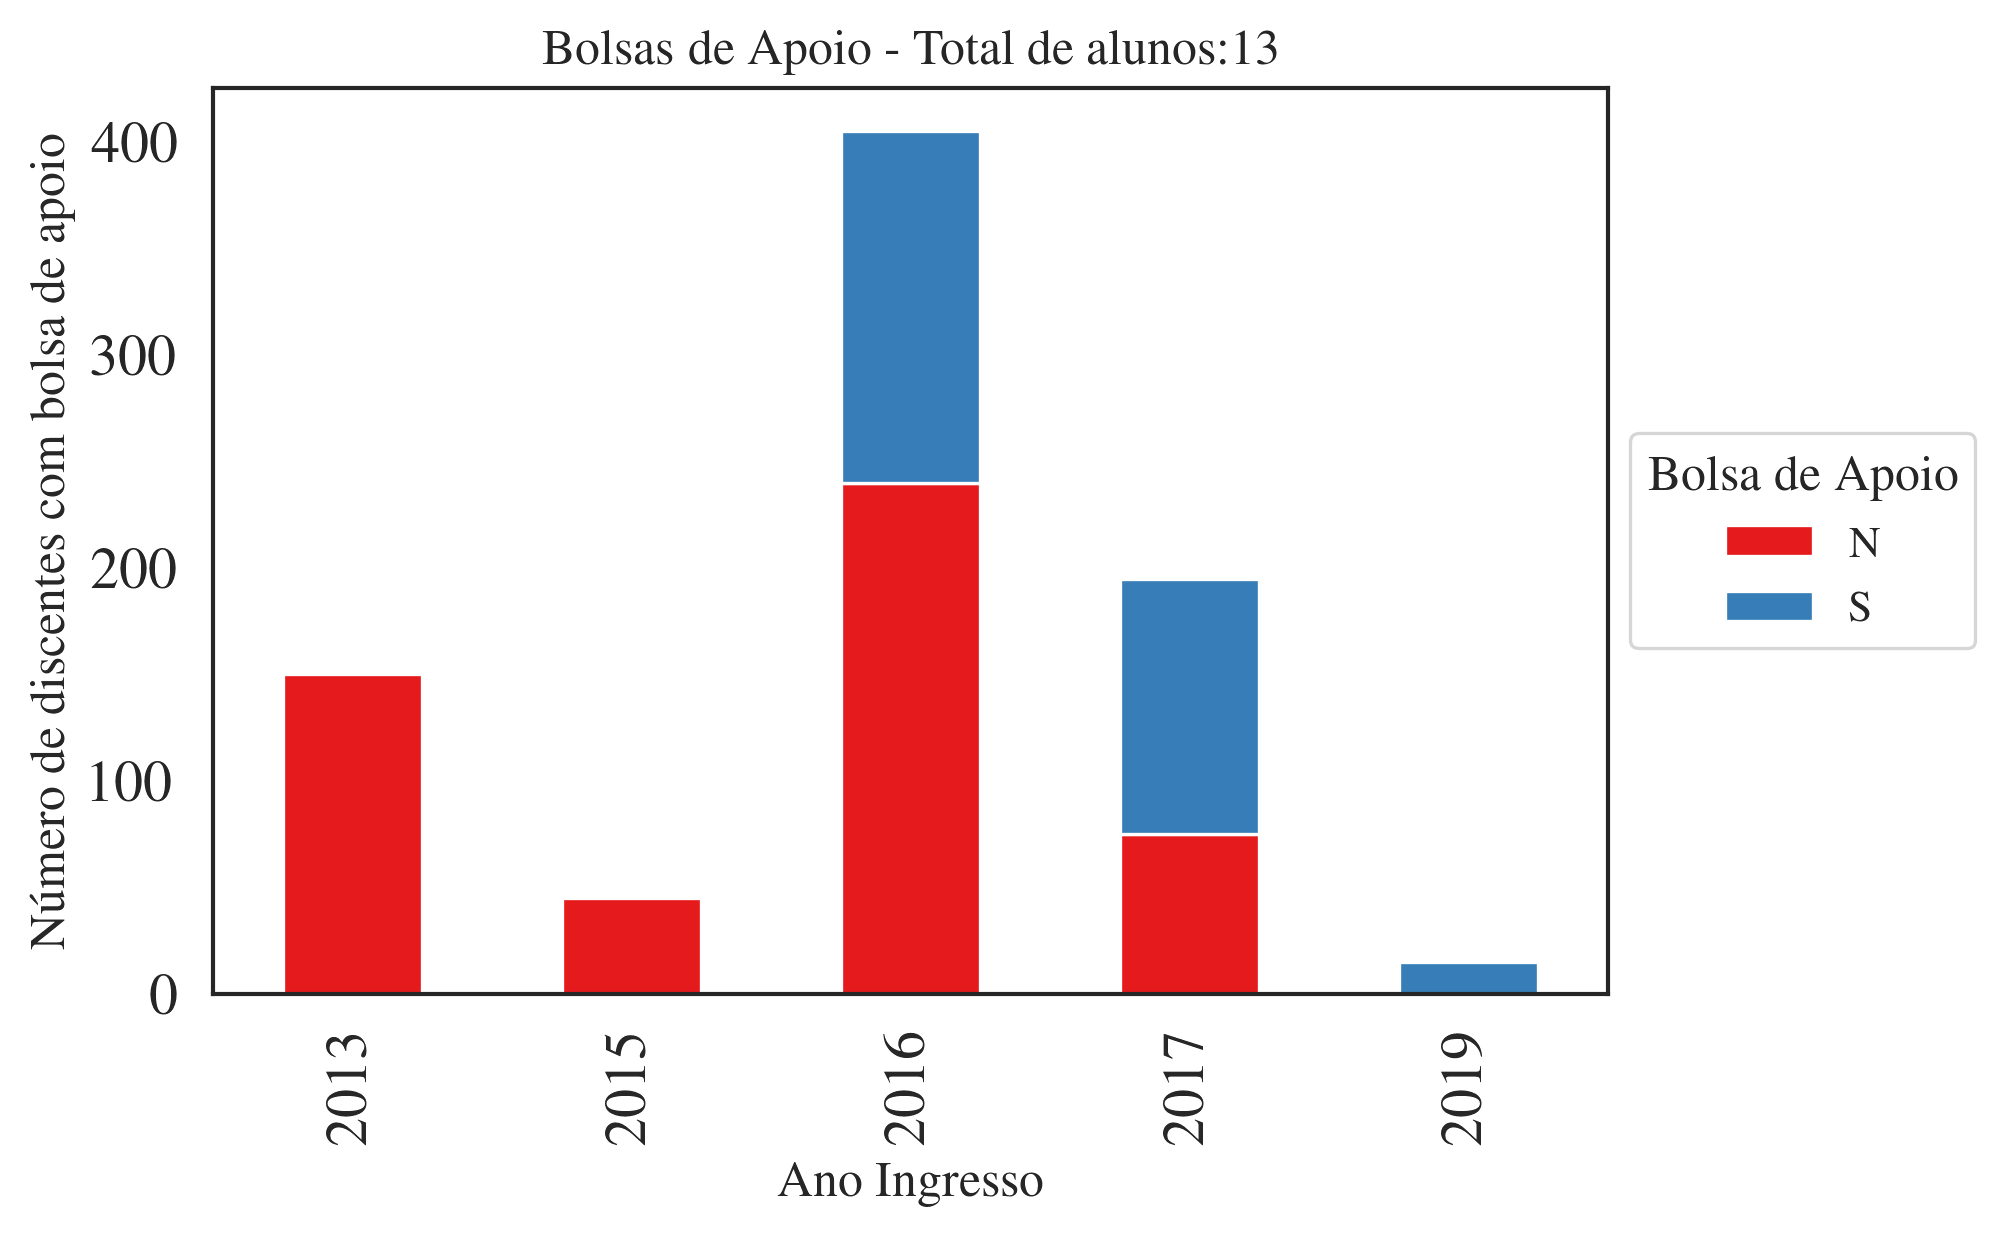 Bolsas de Apoio - Total de alunos:13
Número de discentes com bolsa de apoio
400
300
200
100
0
2013
2015
2016
2017
2019
Ano Ingresso
Bolsa de Apoio
N
S